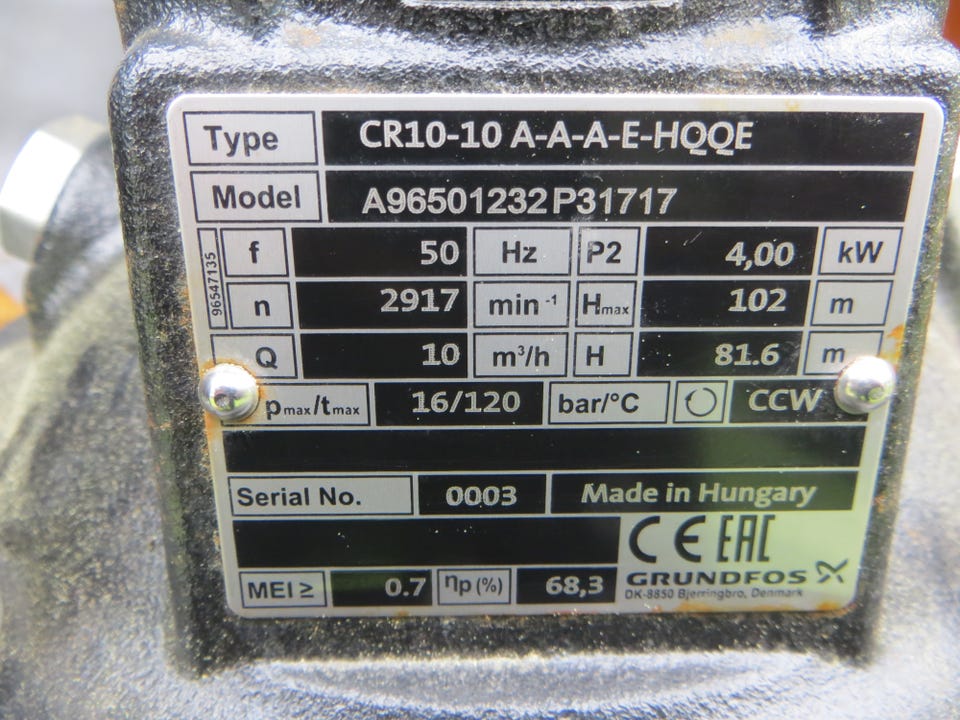 Type CR10-10 A-A-A-E-HQQE
Model A96501232 P31717
96547135
f 50 Hz P2 4,00 kW
n 2917 min -1 Hmax 102 m
Q 10 m³/h H 81.6 m
pmax/tmax 16/120 bar/°C CCW
Serial No. 0003 Made in Hungary
CE EAC
GRUNDFOS
DK-8850 Bjerringbro, Denmark
MEI ≥ 0.7 ηp (%) 68,3